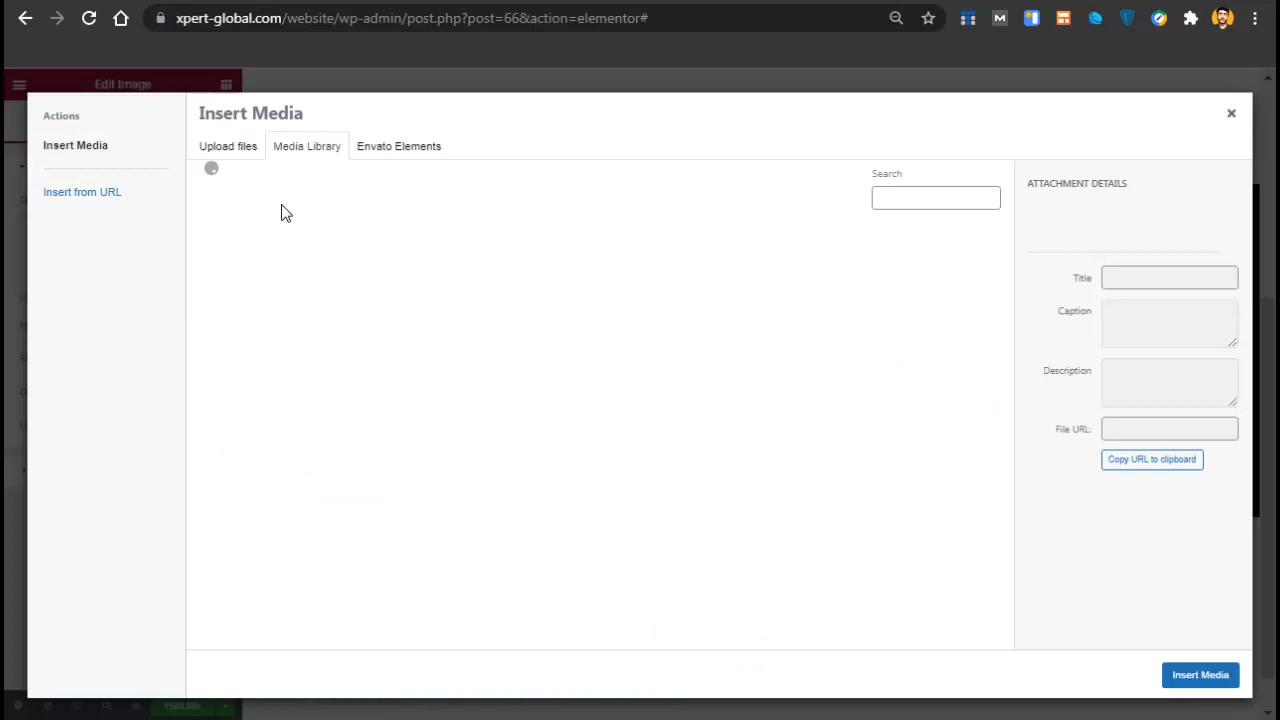 xpert-global.com/website/wp-admin/post.php?post=66&action=elementor#
Edit Image
Actions
Insert Media
Insert from URL
Insert Media
Upload files
Media Library
Envato Elements
Search
ATTACHMENT DETAILS
Title
Caption
Description
File URL:
Copy URL to clipboard
Insert Media
PUBLISH